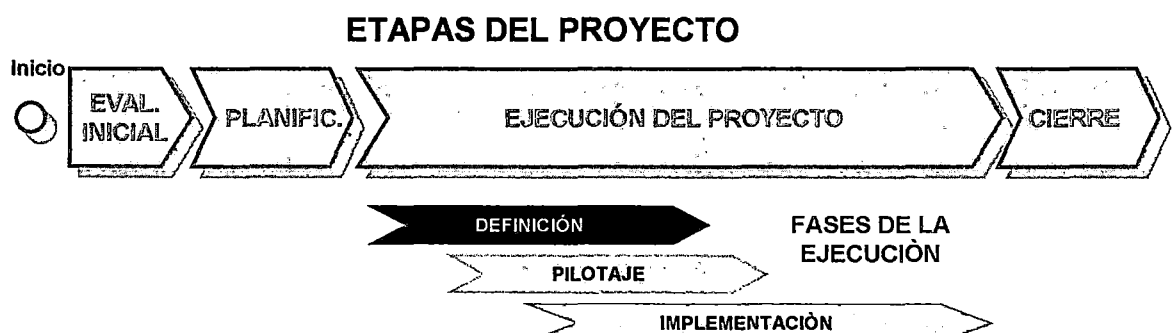 ETAPAS DEL PROYECTO
Inicio
EVAL.
INICIAL
PLANIFIC.
EJECUCIÓN DEL PROYECTO
CIERRE
DEFINICIÓN
FASES DE LA
EJECUCIÒN
PILOTAJE
IMPLEMENTACIÒN